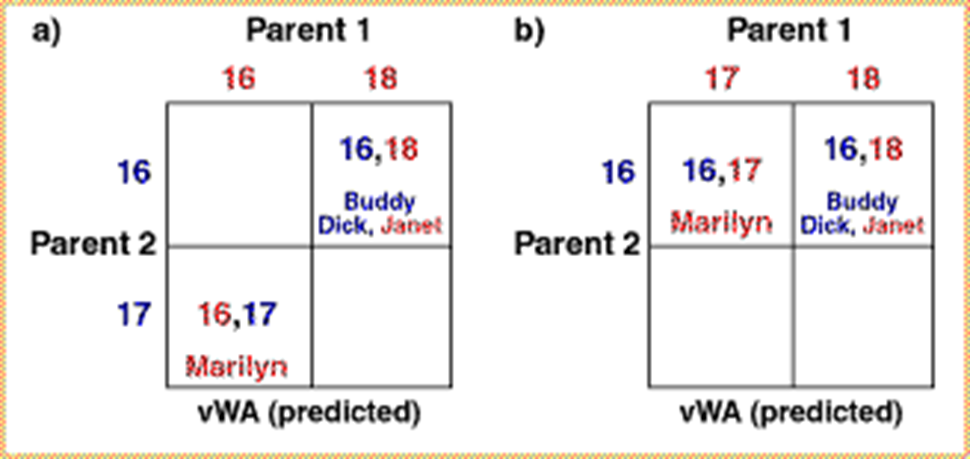 a) Parent 1
16 18
16
16,18
Buddy
Dick, Janet
Parent 2
17
16,17
Marilyn
vWA (predicted)
b) Parent 1
17 18
16
16,17
Marilyn
16,18
Buddy
Dick, Janet
Parent 2
vWA (predicted)